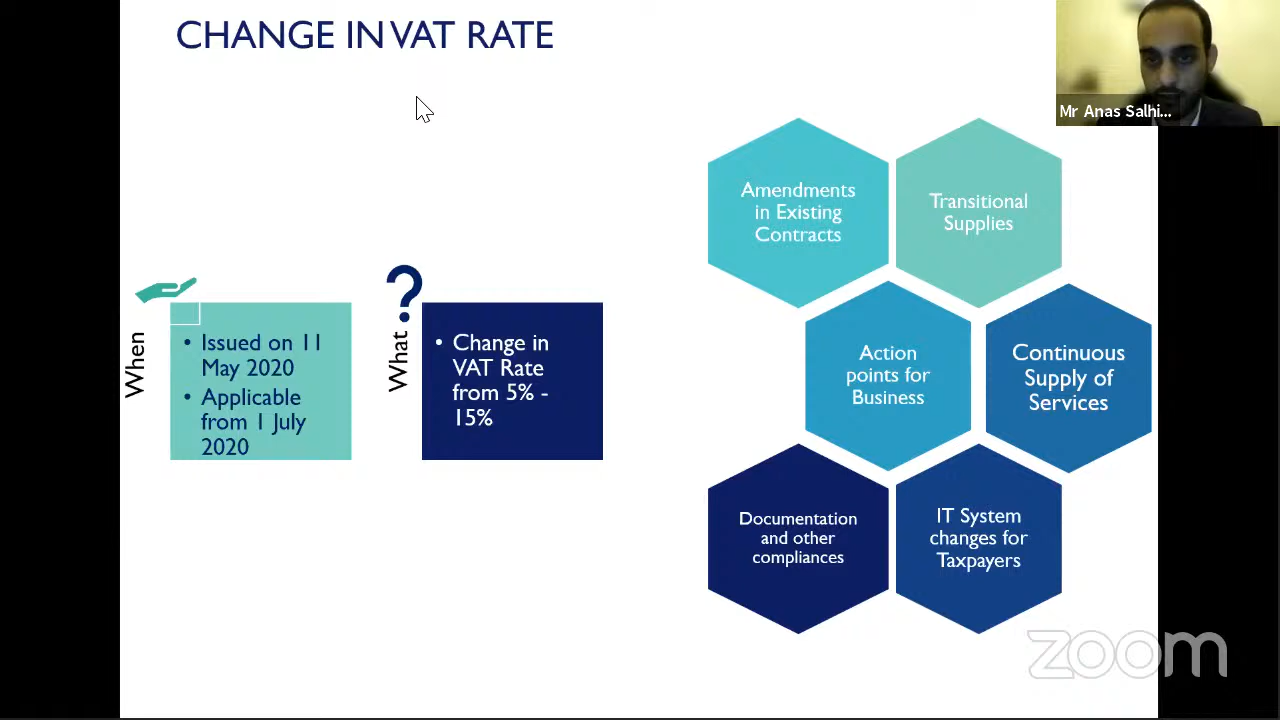 CHANGE IN VAT RATE
Mr Anas Salhi...
When
• Issued on 11
May 2020
• Applicable
from 1 July
2020
?
What
• Change in
VAT Rate
from 5% -
15%
Amendments
in Existing
Contracts
Transitional
Supplies
Action
points for
Business
Continuous
Supply of
Services
Documentation
and other
compliances
IT System
changes for
Taxpayers
zoom